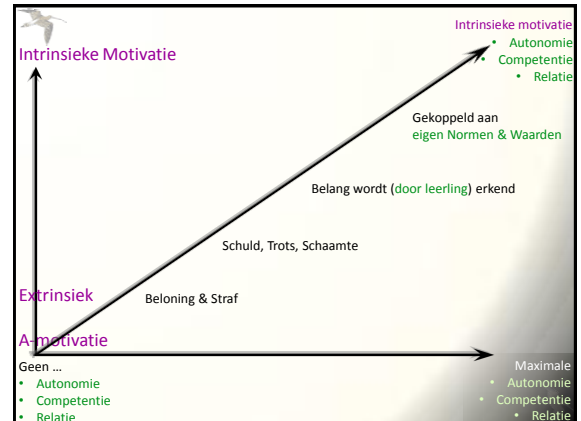 Intrinsieke motivatie
• Autonomie
• Competentie
• Relatie
Intrinsieke Motivatie
Gekoppeld aan
eigen Normen & Waarden
Belang wordt (door leerling) erkend
Schuld, Trots, Schaamte
Extrinsiek
Beloning & Straf
A-motivatie
Geen ...
• Autonomie
• Competentie
• Relatie
Maximale
• Autonomie
• Competentie
• Relatie